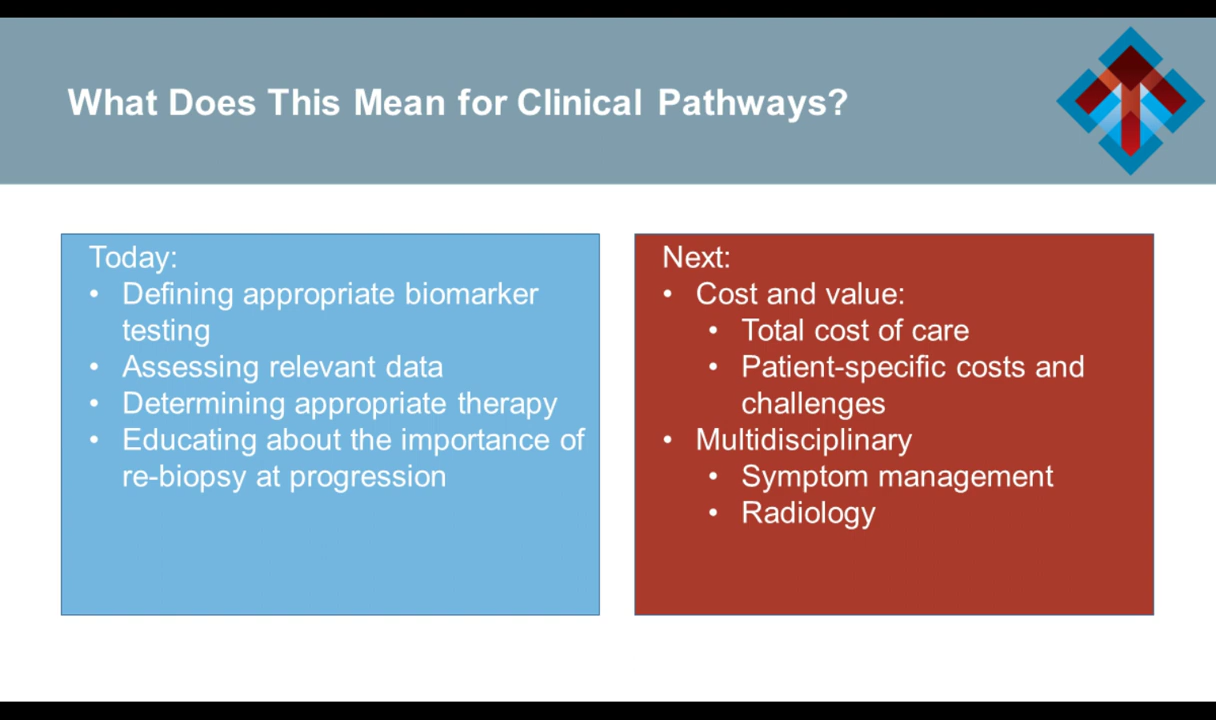 What Does This Mean for Clinical Pathways?
Today:
• Defining appropriate biomarker
testing
• Assessing relevant data
• Determining appropriate therapy
• Educating about the importance of
re-biopsy at progression
Next:
• Cost and value:
• Total cost of care
• Patient-specific costs and
challenges
• Multidisciplinary
• Symptom management
• Radiology